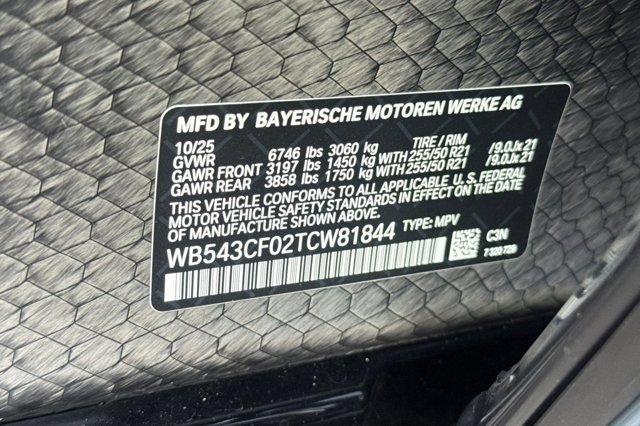 MFD BY BAYERISCHE MOTOREN WERKE AG
10/25 TIRE / RIM
GVWR 6746 lbs 3060 kg
GAWR FRONT 3197 lbs 1450 kg WITH 255/50 R21 /9.0Jx21
GAWR REAR 3858 lbs 1750 kg WITH 255/50 R21 /9.0Jx21
THIS VEHICLE CONFORMS TO ALL APPLICABLE U.S. FEDERAL
MOTOR VEHICLE SAFETY STANDARDS IN EFFECT ON THE DATE
OF MANUFACTURE SHOWN ABOVE.
WB543CF02TCW81844 TYPE: MPV
C3N
7320729